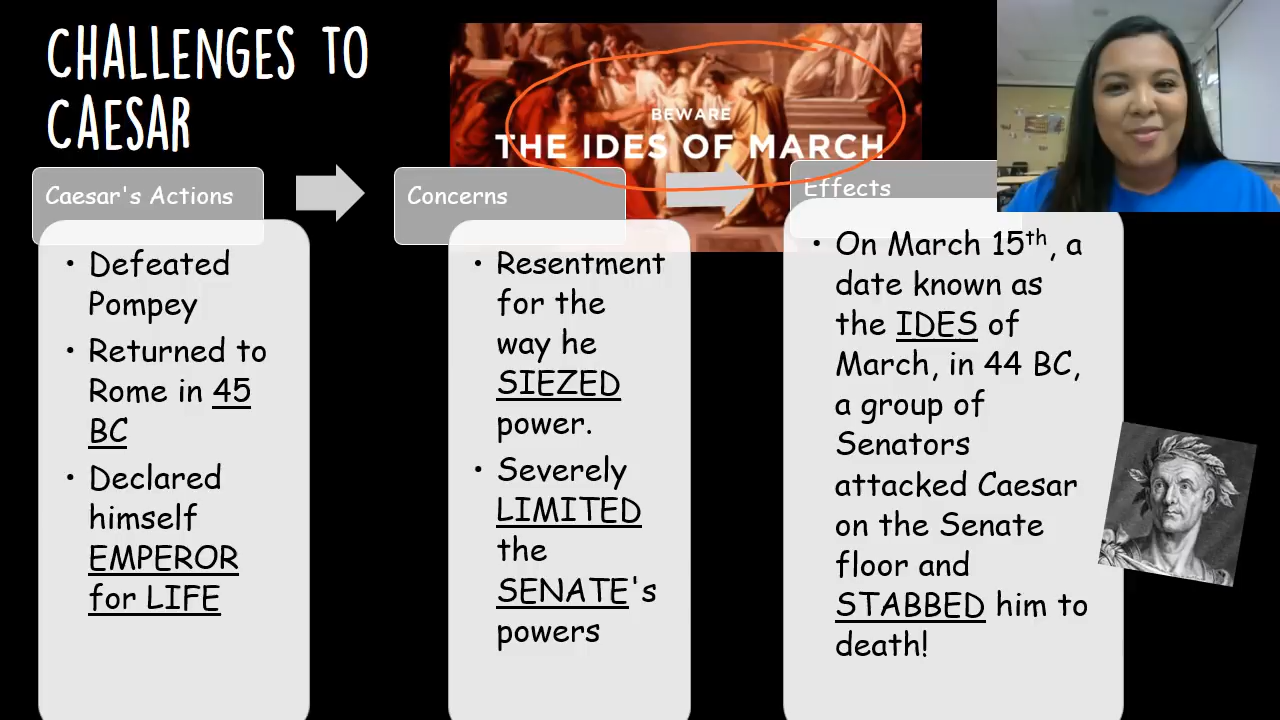 CHALLENGES TO
CAESAR
BEWARE
THE IDES OF MARCH
Caesar's Actions
Concerns
Effects
• Defeated
Pompey
• Returned to
Rome in 45
BC
• Declared
himself
EMPEROR
for LIFE
• Resentment
for the
way he
SIEZED
power.
• Severely
LIMITED
the
SENATE's
powers
• On March 15th, a
date known as
the IDES of
March, in 44 BC,
a group of
Senators
attacked Caesar
on the Senate
floor and
STABBED him to
death!